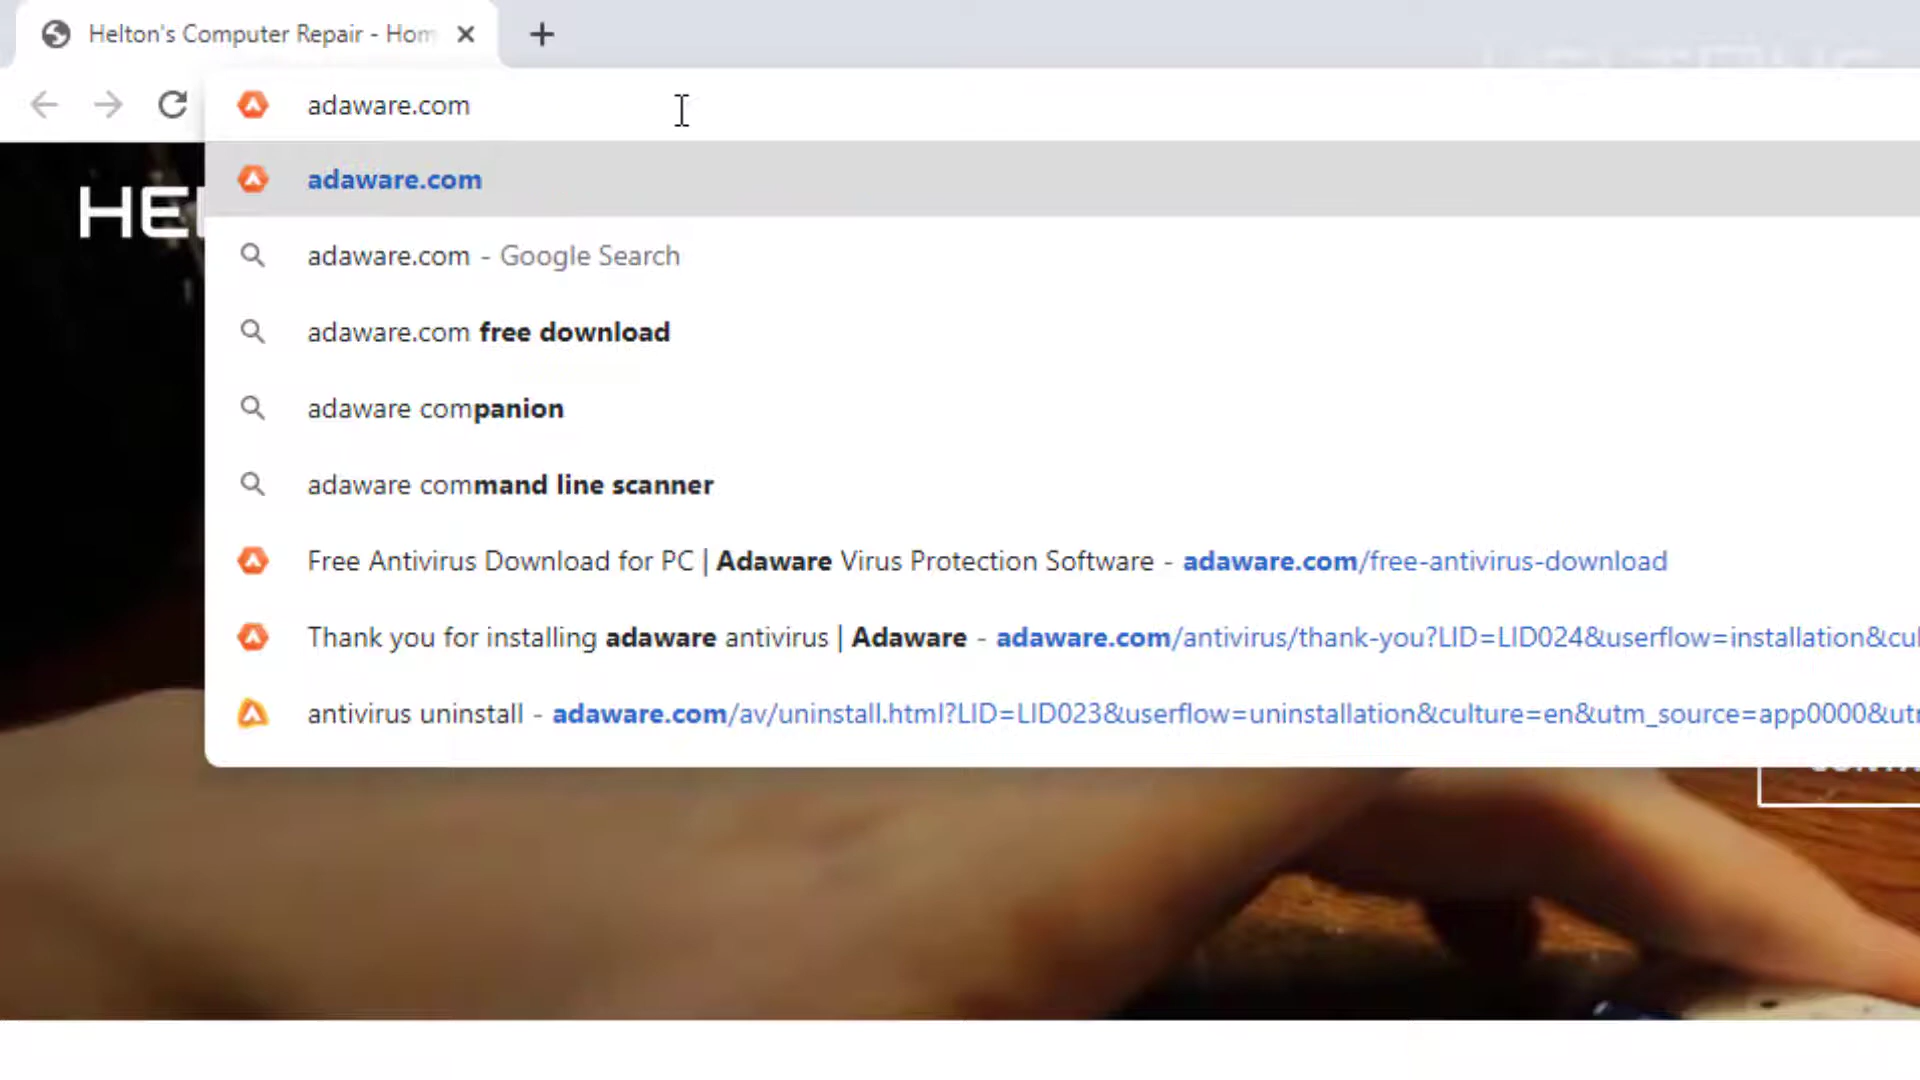 Helton's Computer Repair - Hom
adaware.com
adaware.com
HEL
adaware.com - Google Search
adaware.com free download
adaware companion
adaware command line scanner
Free Antivirus Download for PC | Adaware Virus Protection Software - adaware.com/free-antivirus-download
Thank you for installing adaware antivirus | Adaware - adaware.com/antivirus/thank-you?LID=LID024&userflow=installation&cul
antivirus uninstall - adaware.com/av/uninstall.html?LID=LID023&userflow=uninstallation&culture=en&utm_source=app0000&ut